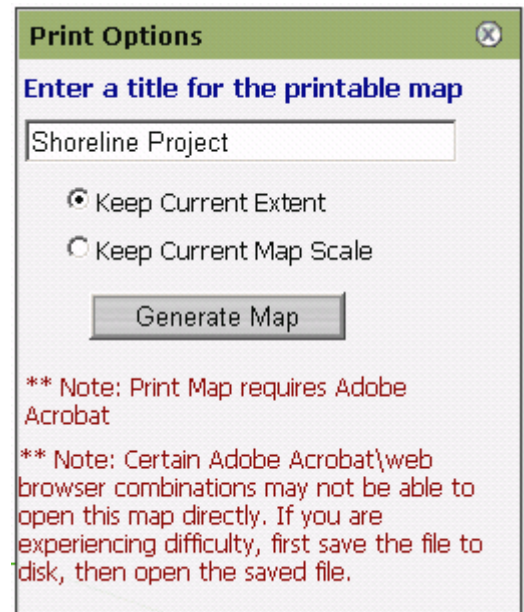 Print Options
Enter a title for the printable map
Shoreline Project
Keep Current Extent
Keep Current Map Scale
Generate Map
** Note: Print Map requires Adobe
Acrobat
** Note: Certain Adobe Acrobat\web
browser combinations may not be able to
open this map directly. If you are
experiencing difficulty, first save the file to
disk, then open the saved file.